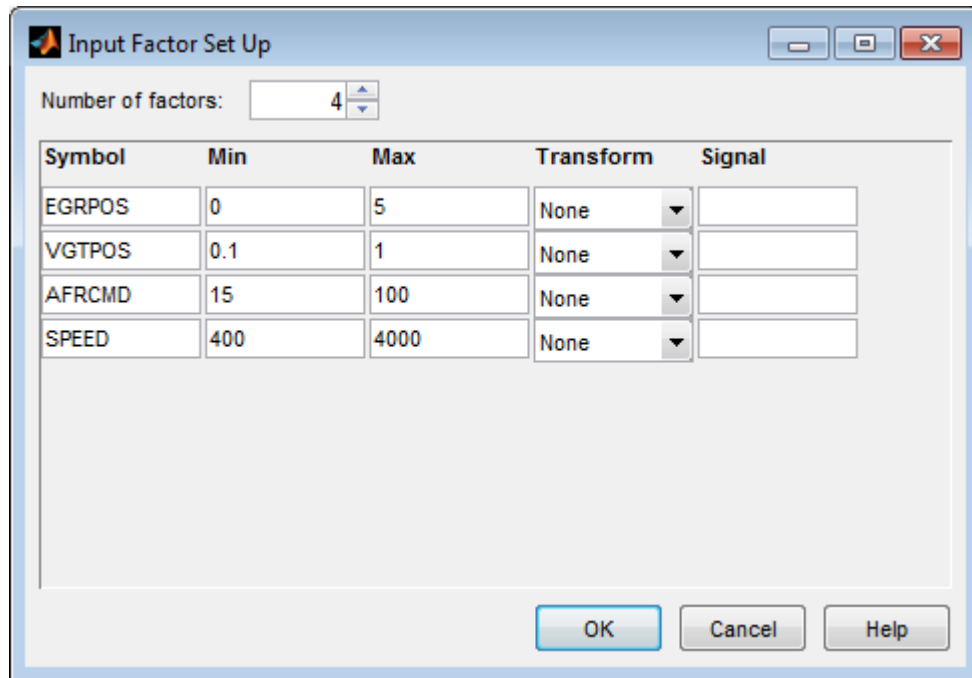 Input Factor Set Up
Number of factors: 4
Symbol Min Max Transform Signal
EGRPOS 0 5 None
VGTPOS 0.1 1 None
AFRCMD 15 100 None
SPEED 400 4000 None
OK Cancel Help